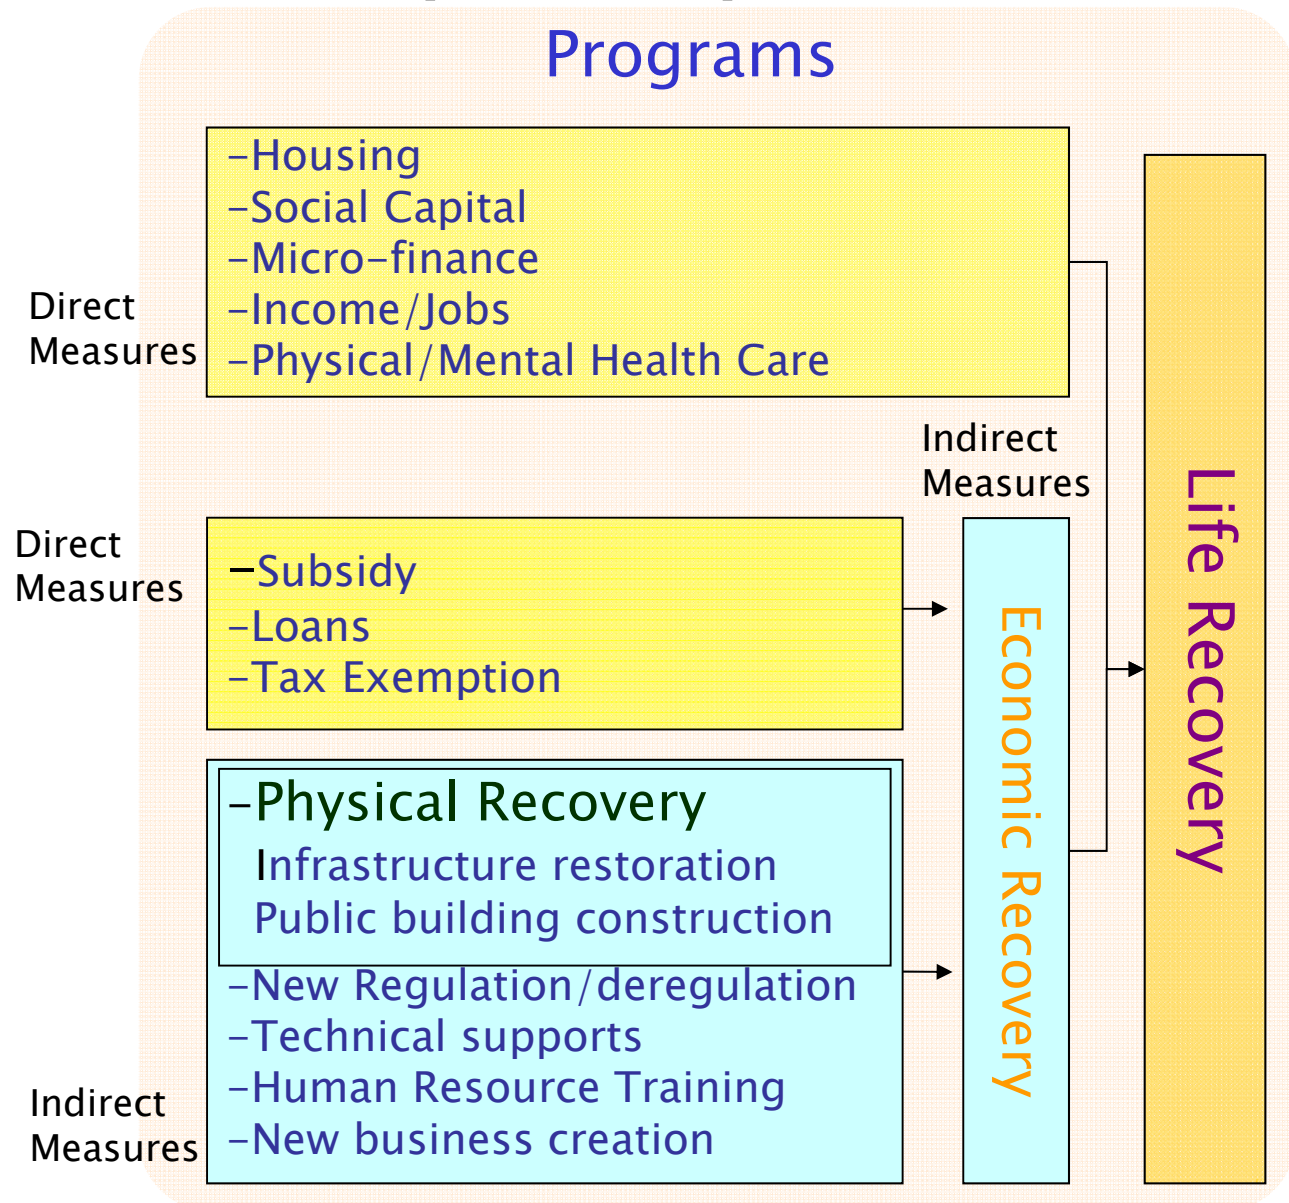 Programs
-Housing
-Social Capital
-Micro-finance
-Income/Jobs
-Physical/Mental Health Care
Direct
Measures
Indirect
Measures
Direct
Measures
-Subsidy
-Loans
-Tax Exemption
-Physical Recovery
Infrastructure restoration
Public building construction
-New Regulation/deregulation
-Technical supports
-Human Resource Training
-New business creation
Indirect
Measures
Economic Recovery
Life Recovery